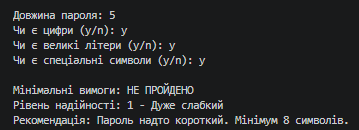 Довжина пароля: 5
Чи є цифри (y/n): y
Чи є великі літери (y/n): y
Чи є спеціальні символи (y/n): y
Мінімальні вимоги: НЕ ПРОЙДЕНО
Рівень надійності: 1 - Дуже слабкий
Рекомендація: Пароль надто короткий. Мінімум 8 символів.